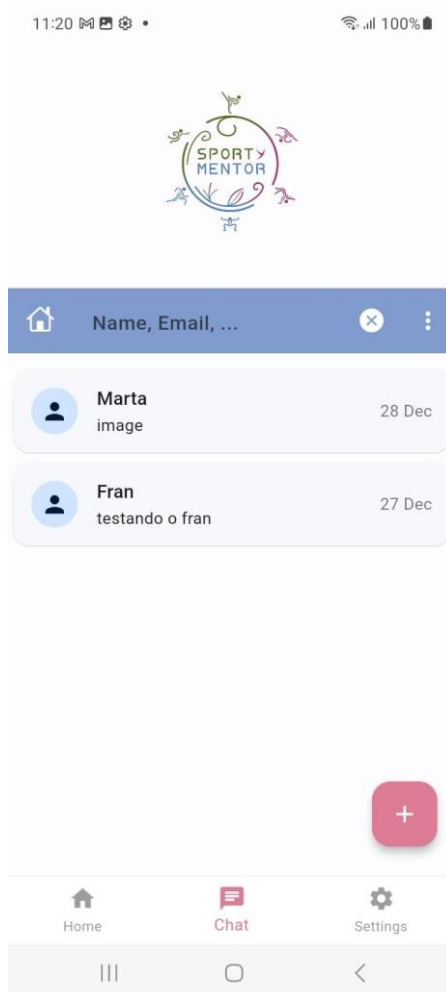 11:20
100%
SPORTY
MENTOR
Name, Email, ...
Marta
image
28 Dec
Fran
testando o fran
27 Dec
Home
Chat
Settings